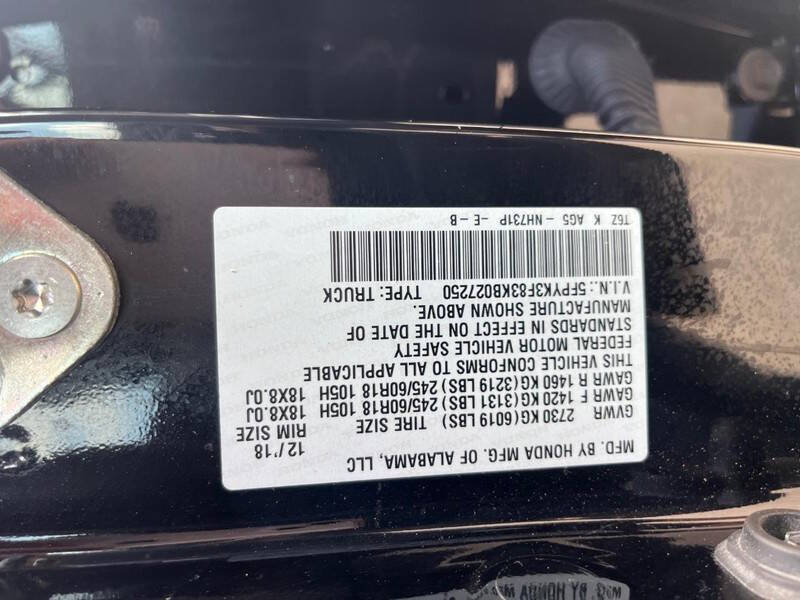 MFD. BY HONDA MFG. OF ALABAMA, LLC
12/18
GVWR 2730 KG(6019 LBS) TIRE SIZE RIM SIZE
GAWR F 1420 KG(3131 LBS) 245/60R18 105H 18X8.0J
GAWR R 1460 KG(3219 LBS) 245/60R18 105H 18X8.0J
THIS VEHICLE CONFORMS TO ALL APPLICABLE
FEDERAL MOTOR VEHICLE SAFETY
STANDARDS IN EFFECT ON THE DATE OF
MANUFACTURE SHOWN ABOVE.
V.I.N.:5FPYK3F83KB027250 TYPE: TRUCK
T6Z K AG5 -NH731P -E-B
BY HONDA